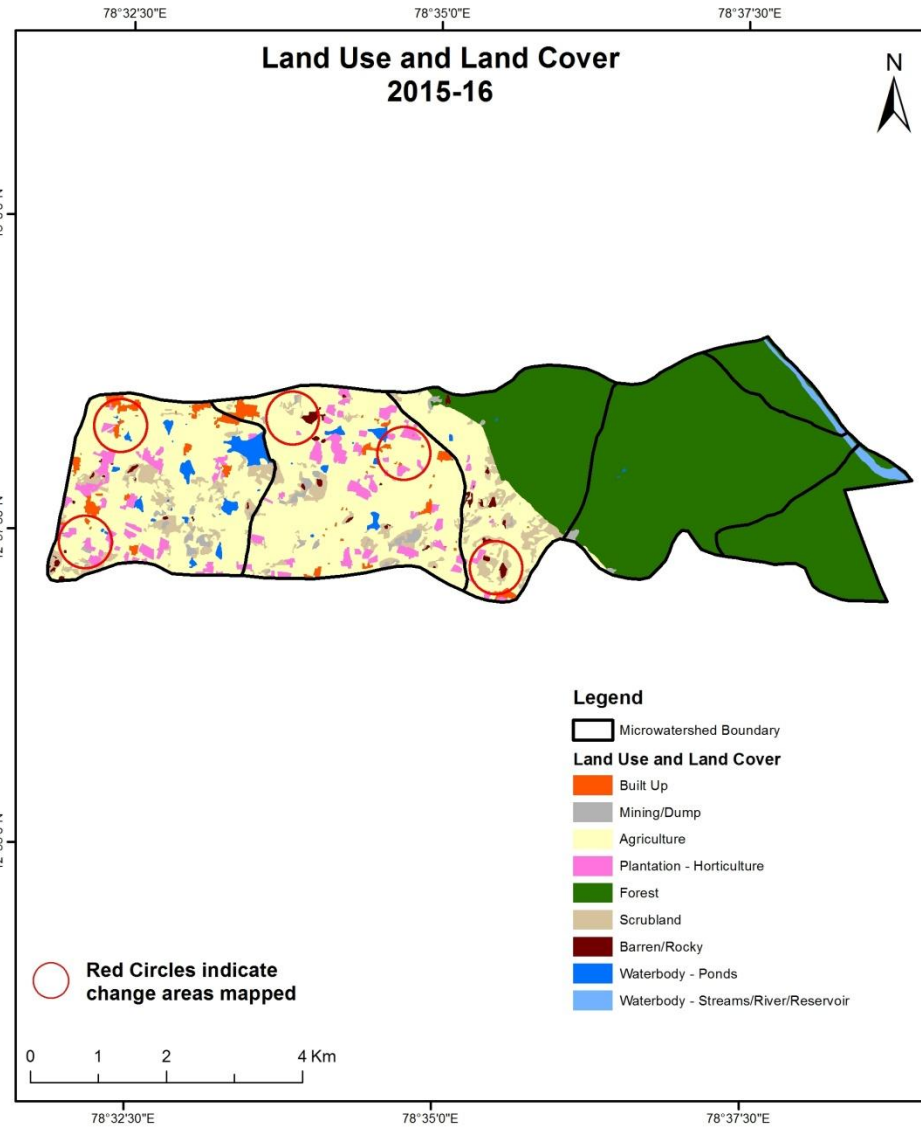 78°32'30"E 78°35'0"E 78°37'30"E
Land Use and Land Cover
2015-16
N
Legend
Microwatershed Boundary
Land Use and Land Cover
Built Up
Mining/Dump
Agriculture
Plantation - Horticulture
Forest
Scrubland
Barren/Rocky
Waterbody - Ponds
Waterbody - Streams/River/Reservoir
Red Circles indicate
change areas mapped
0 1 2 4 Km
78°32'30"E 78°35'0"E 78°37'30"E